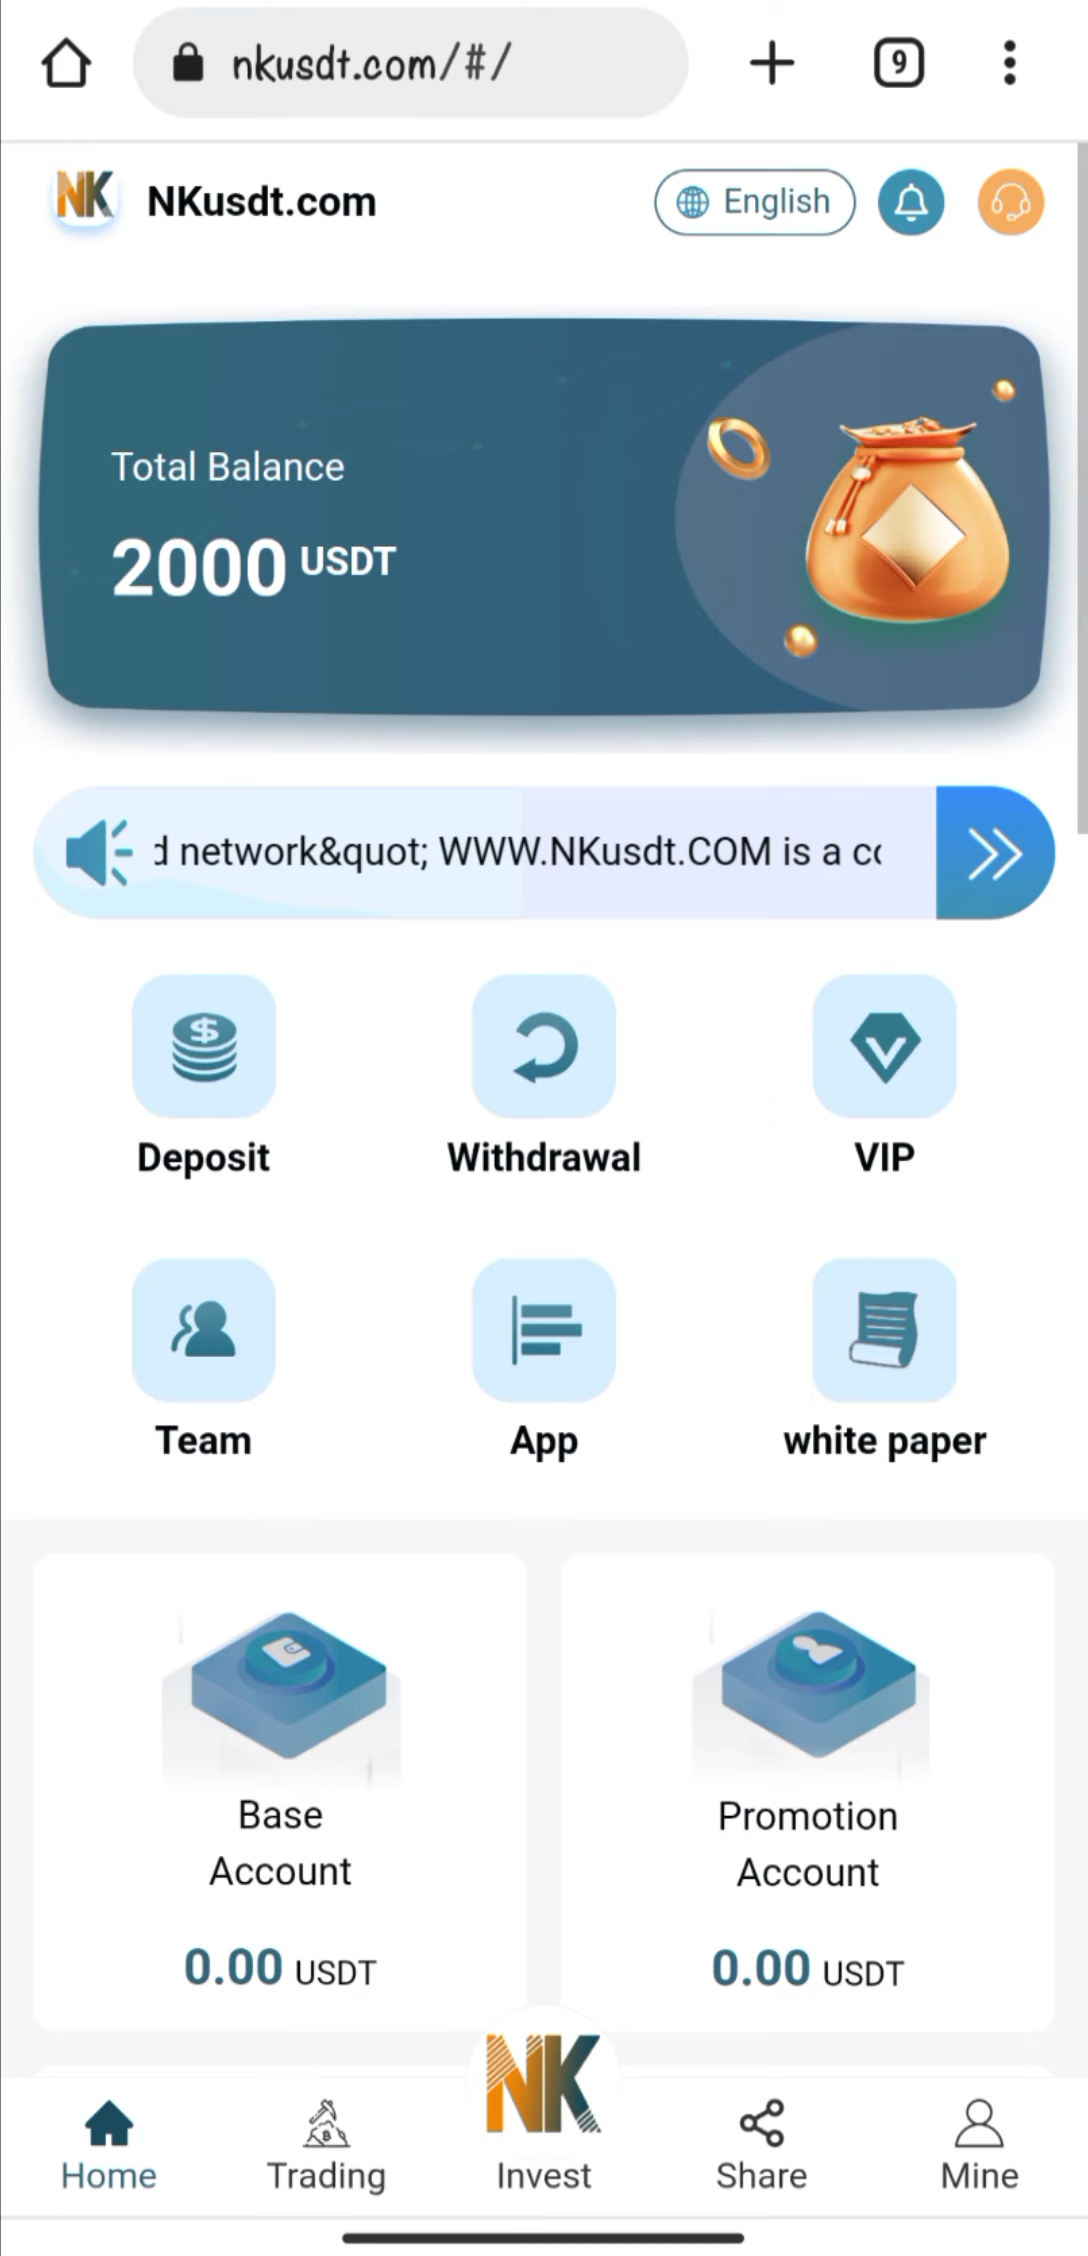 nkusdt.com/#/
9
NK
NKusdt.com
English
Total Balance
2000 USDT
network&quot; WWW.NKusdt.COM is a
$
Deposit
Withdrawal
VIP
Team
App
white paper
Base
Account
0.00 USDT
Promotion
Account
0.00 USDT
NK
Home
Trading
Invest
Share
Mine